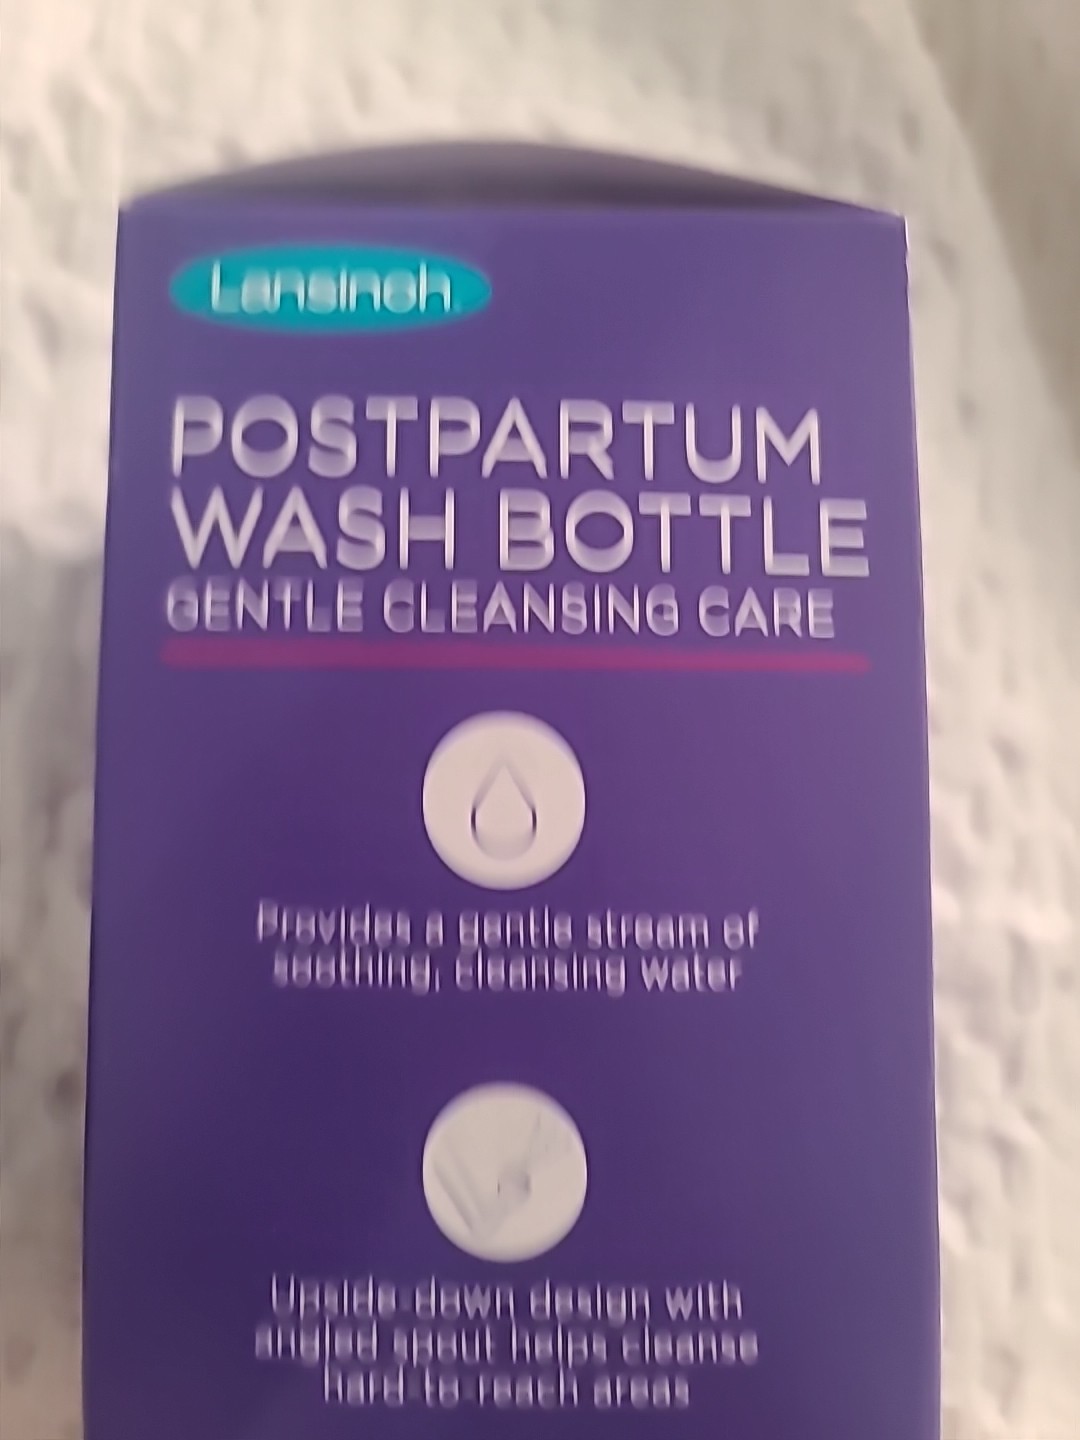 Lansinoh
POSTPARTUM
WASH BOTTLE
GENTLE CLEANSING CARE
Provides a gentle stream of
soothing, cleansing water
Upside-down design with
angled spout helps cleanse
hard-to-reach areas